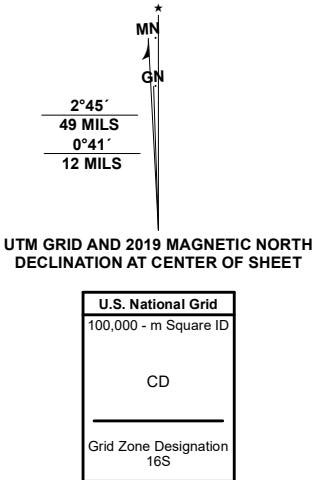 MN
GN
2°45´
49 MILS
0°41´
12 MILS
UTM GRID AND 2019 MAGNETIC NORTH
DECLINATION AT CENTER OF SHEET
U.S. National Grid
100,000 - m Square ID
CD
Grid Zone Designation
16S